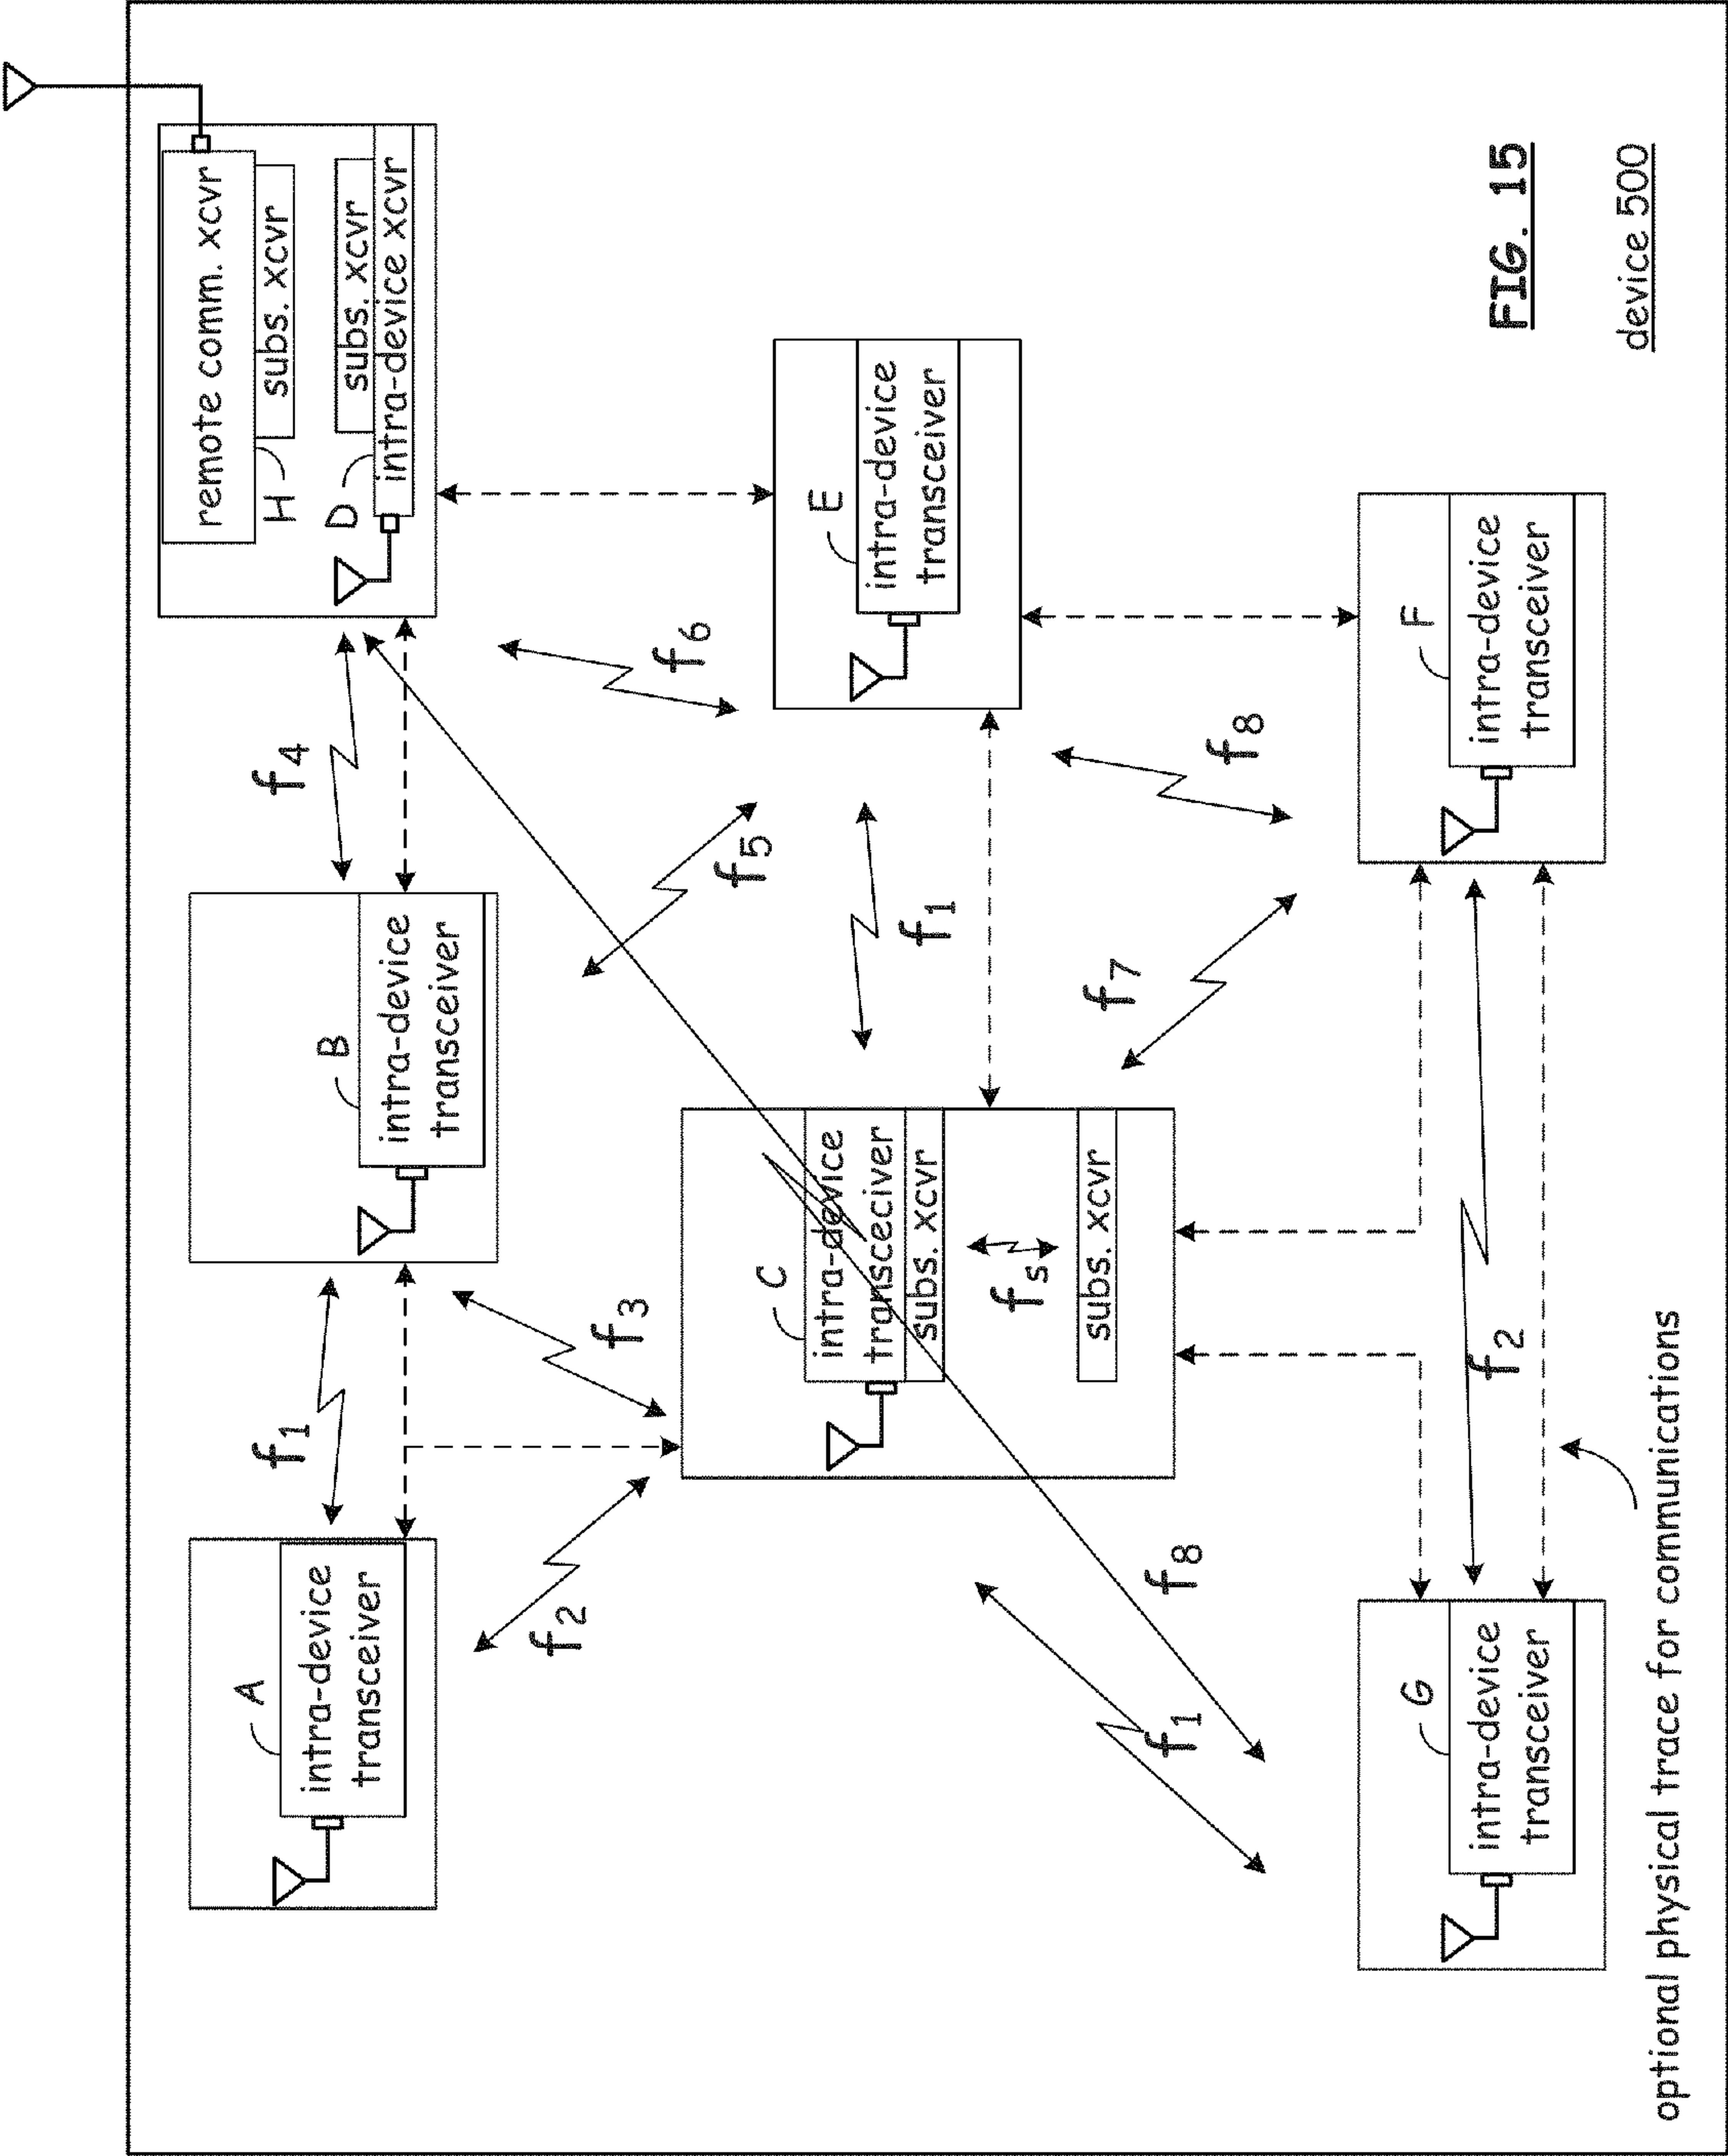 A
intra-device
transceiver
f1
B
intra-device
transceiver
f4
remote comm. xcvr
subs. xcvr
H
D
subs. xcvr
intra-device xcvr
f2
f3
f5
f6
C
intra-device
transceciver
subs. xcvr
fs
subs. xcvr
f1
E
intra-device
transceiver
f1
f8
f7
f8
G
intra-device
transceiver
f2
F
intra-device
transceiver
optional physical trace for communications
FIG. 15
device 500